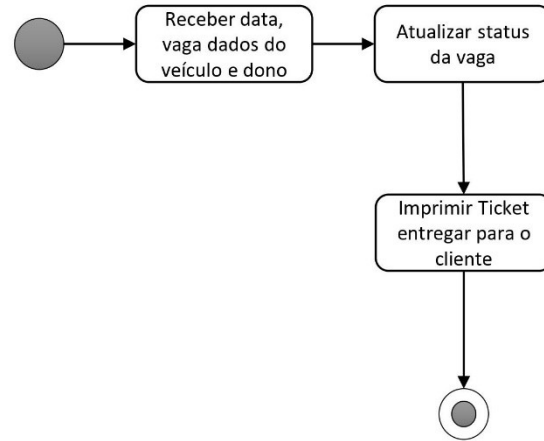 Receber data,
vaga dados do
veículo e dono
Atualizar status
da vaga
Imprimir Ticket
entregar para o
cliente